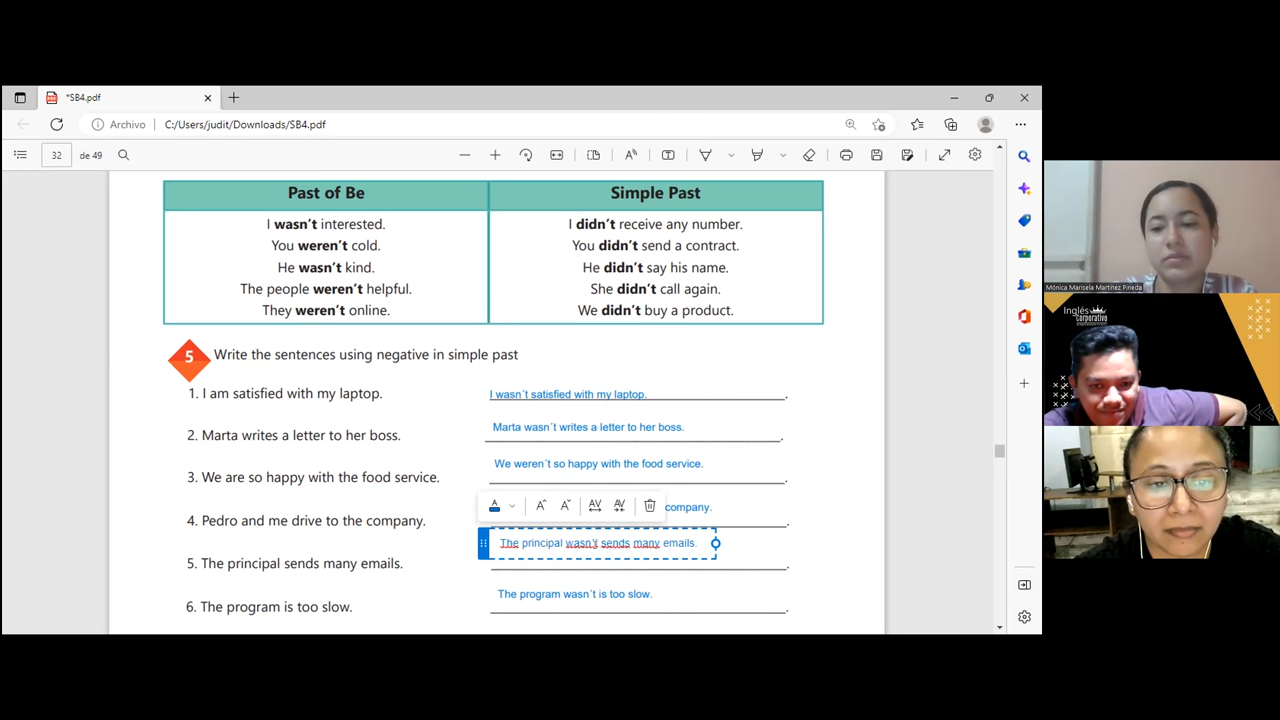 *SB4.pdf
Archivo
C:/Users/judit/Downloads/SB4.pdf
32
de 49
Past of Be
Simple Past
I wasn't interested.
I didn't receive any number.
You weren't cold.
You didn't send a contract.
He wasn't kind.
He didn't say his name.
The people weren't helpful.
She didn't call again.
They weren't online.
We didn't buy a product.
5
Write the sentences using negative in simple past
1. I am satisfied with my laptop.
I wasn´t satisfied with my laptop.
2. Marta writes a letter to her boss.
Marta wasn´t writes a letter to her boss.
3. We are so happy with the food service.
We weren´t so happy with the food service.
4. Pedro and me drive to the company.
company.
5. The principal sends many emails.
The principal wasn´t sends many emails.
6. The program is too slow.
The program wasn´t is too slow.
Mónica Marisela Martínez Pineda
Inglés
Corporativo